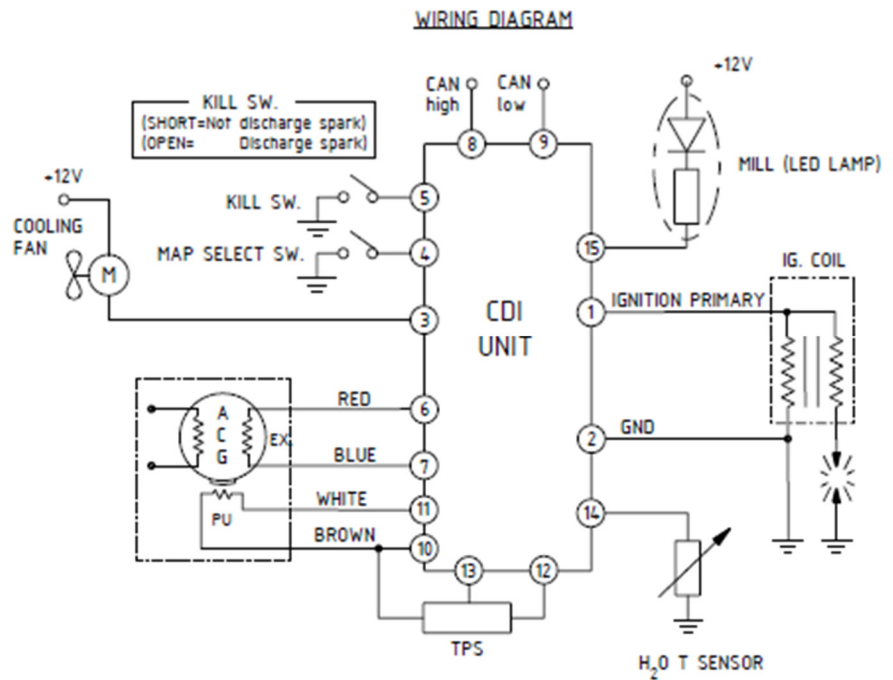 WIRING DIAGRAM
CAN
high
CAN
low
+12V
KILL SW.
(SHORT=Not discharge spark)
(OPEN= Discharge spark)
8
9
MILL (LED LAMP)
+12V
KILL SW.
5
COOLING
FAN
MAP SELECT SW.
4
15
IG. COIL
M
1
IGNITION PRIMARY
3
CDI
UNIT
RED
6
A
C
G
EX.
2
GND
BLUE
7
WHITE
11
14
PU
BROWN
10
13
12
TPS
H₂O T SENSOR